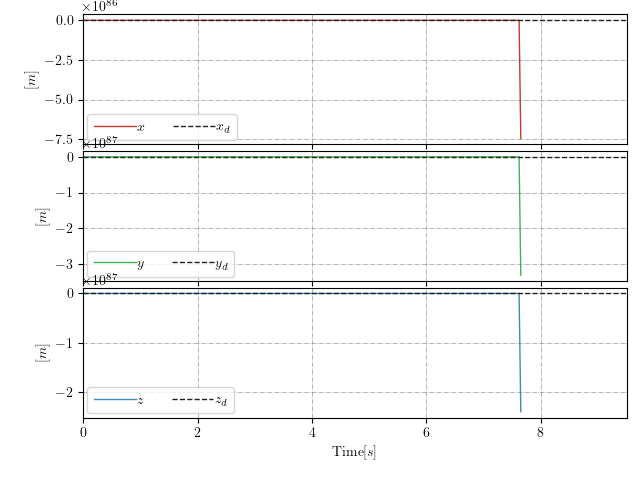 ×10^86
0.0
−2.5
−5.0
−7.5
[m]
x x_d
×10^87
0
−1
−2
−3
[m]
y y_d
×10^87
0
−1
−2
[m]
z z_d
0 2 4 6 8
Time[s]